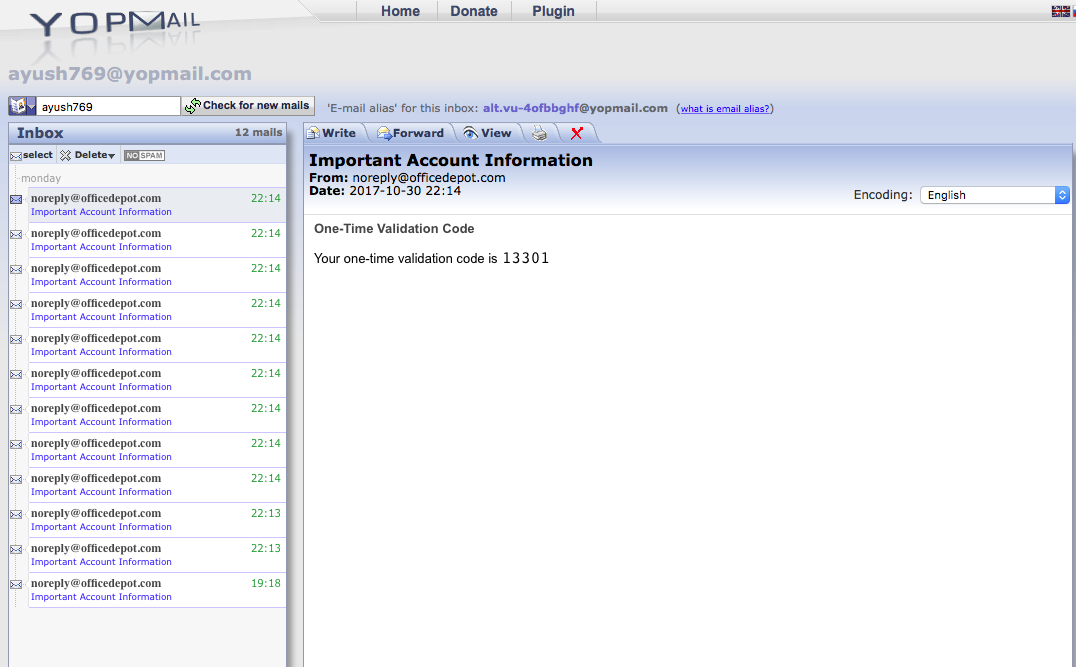 YOPMAIL
Home Donate Plugin
ayush769@yopmail.com
ayush769 Check for new mails 'E-mail alias' for this inbox: alt.vu-4ofbbghf@yopmail.com (what is email alias?)
Inbox 12 mails
select Delete NO SPAM
monday
noreply@officedepot.com 22:14
Important Account Information
noreply@officedepot.com 22:14
Important Account Information
noreply@officedepot.com 22:14
Important Account Information
noreply@officedepot.com 22:14
Important Account Information
noreply@officedepot.com 22:14
Important Account Information
noreply@officedepot.com 22:14
Important Account Information
noreply@officedepot.com 22:14
Important Account Information
noreply@officedepot.com 22:14
Important Account Information
noreply@officedepot.com 22:14
Important Account Information
noreply@officedepot.com 22:13
Important Account Information
noreply@officedepot.com 22:13
Important Account Information
noreply@officedepot.com 19:18
Important Account Information
Write Forward View
Important Account Information
From: noreply@officedepot.com
Date: 2017-10-30 22:14
Encoding: English
One-Time Validation Code
Your one-time validation code is 13301